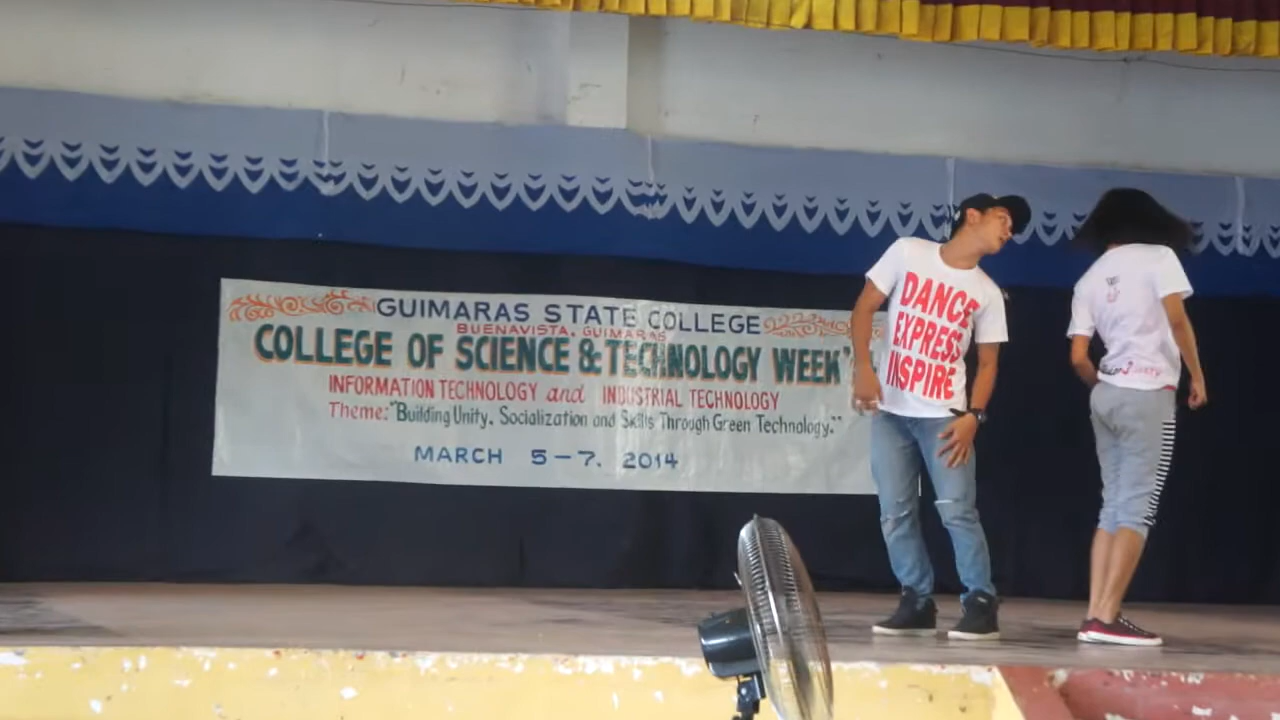 GUIMARAS STATE COLLEGE
BUENAVISTA, GUIMARAS
COLLEGE OF SCIENCE & TECHNOLOGY WEEK'
INFORMATION TECHNOLOGY and INDUSTRIAL TECHNOLOGY
Theme: "Building Unity, Socialization and Skills Through Green Technology."
MARCH 5-7, 2014
DANCE
EXPRESS
INSPIRE